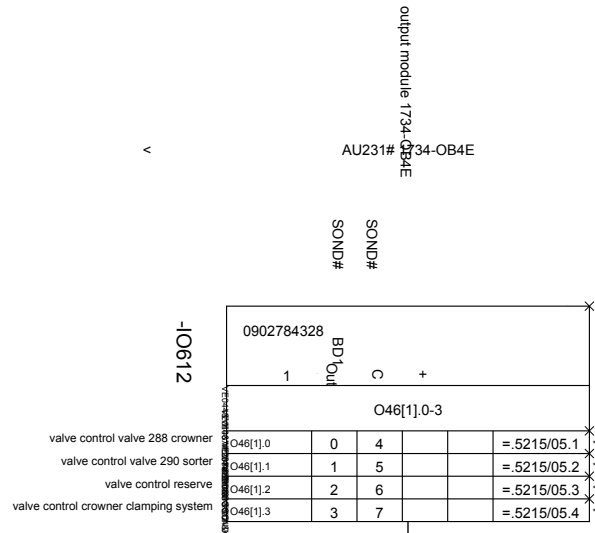 output module 1734-OB4E
<
AU231# 1734-OB4E
SOND#
SOND#
-IO612
0902784328
BD1
Out
1
C
+
O46[1].0-3
valve control valve 288 crowner O46[1].0 0 4 =.5215/05.1
valve control valve 290 sorter O46[1].1 1 5 =.5215/05.2
valve control reserve O46[1].2 2 6 =.5215/05.3
valve control crowner clamping system O46[1].3 3 7 =.5215/05.4